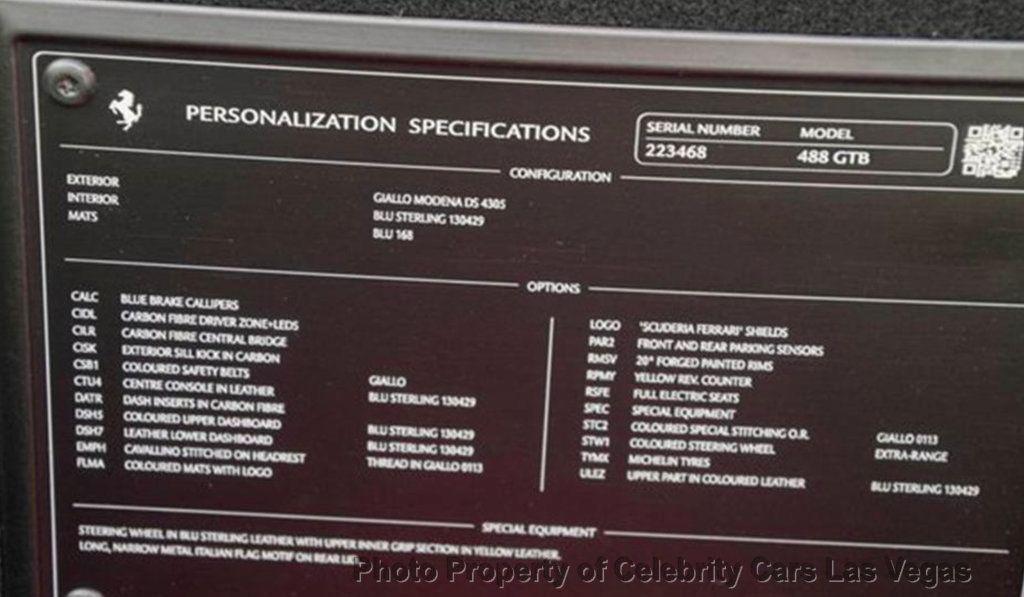 PERSONALIZATION SPECIFICATIONS
SERIAL NUMBER MODEL
223468 488 GTB
CONFIGURATION
EXTERIOR GIALLO MODENA DS 4305
INTERIOR BLU STERLING 130429
MATS BLU 168
OPTIONS
CALC BLUE BRAKE CALLIPERS
CIDL CARBON FIBRE DRIVER ZONE+LEDS
CILR CARBON FIBRE CENTRAL BRIDGE
CISK EXTERIOR SILL KICK IN CARBON
CSB1 COLOURED SAFETY BELTS GIALLO
CTU4 CENTRE CONSOLE IN LEATHER BLU STERLING 130429
DATR DASH INSERTS IN CARBON FIBRE
DSH5 COLOURED UPPER DASHBOARD BLU STERLING 130429
DSH7 LEATHER LOWER DASHBOARD BLU STERLING 130429
EMPH CAVALLINO STITCHED ON HEADREST THREAD IN GIALLO 0113
FLMA COLOURED MATS WITH LOGO
LOGO "SCUDERIA FERRARI" SHIELDS
PAR2 FRONT AND REAR PARKING SENSORS
RMSV 20" FORGED PAINTED RIMS
RPMY YELLOW REV. COUNTER
RSFE FULL ELECTRIC SEATS
SPEC SPECIAL EQUIPMENT
STC2 COLOURED SPECIAL STITCHING O.R. GIALLO 0113
STW1 COLOURED STEERING WHEEL EXTRA-RANGE
TYMX MICHELIN TYRES
ULEZ UPPER PART IN COLOURED LEATHER BLU STERLING 130429
SPECIAL EQUIPMENT
STEERING WHEEL IN BLU STERLING LEATHER WITH UPPER INNER GRIP SECTION IN YELLOW LEATHER.
LONG, NARROW METAL ITALIAN FLAG MOTIF ON REAR
Photo Property of Celebrity Cars Las Vegas